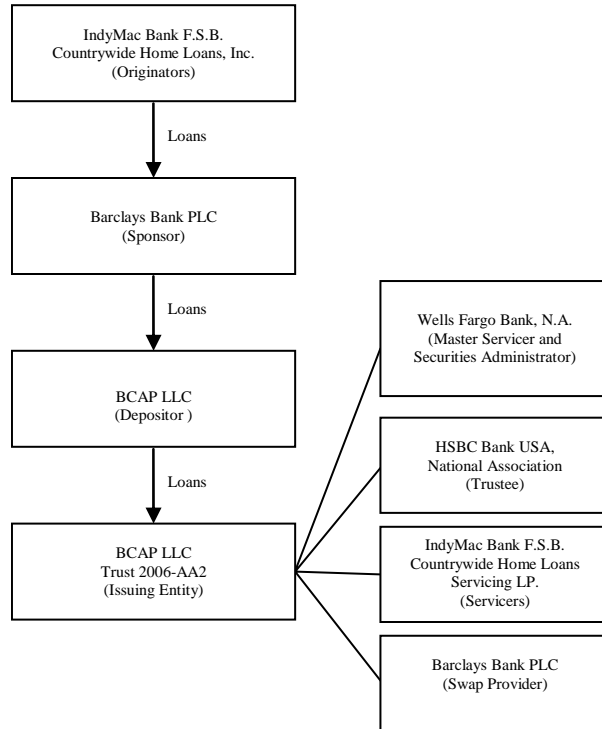 IndyMac Bank F.S.B.
Countrywide Home Loans, Inc.
(Originators)
Loans
Barclays Bank PLC
(Sponsor)
Loans
BCAP LLC
(Depositor )
Loans
BCAP LLC
Trust 2006-AA2
(Issuing Entity)
Wells Fargo Bank, N.A.
(Master Servicer and
Securities Administrator)
HSBC Bank USA,
National Association
(Trustee)
IndyMac Bank F.S.B.
Countrywide Home Loans
Servicing LP.
(Servicers)
Barclays Bank PLC
(Swap Provider)